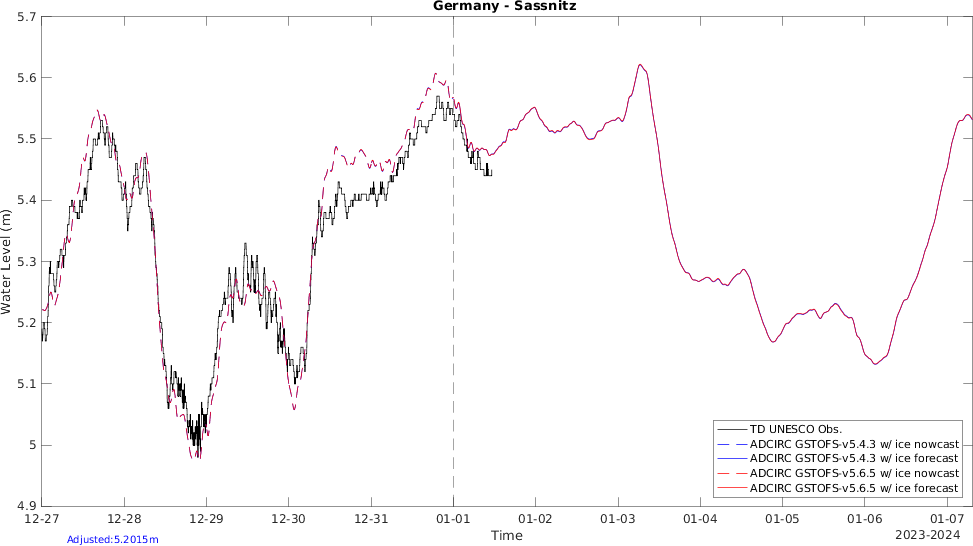 Germany - Sassnitz
5.7
5.6
5.5
5.4
5.3
5.2
5.1
5
4.9
Water Level (m)
TD UNESCO Obs.
ADCIRC GSTOFS-v5.4.3 w/ ice nowcast
ADCIRC GSTOFS-v5.4.3 w/ ice forecast
ADCIRC GSTOFS-v5.6.5 w/ ice nowcast
ADCIRC GSTOFS-v5.6.5 w/ ice forecast
12-27 12-28 12-29 12-30 12-31 01-01 01-02 01-03 01-04 01-05 01-06 01-07
Time
2023-2024
Adjusted:5.2015m